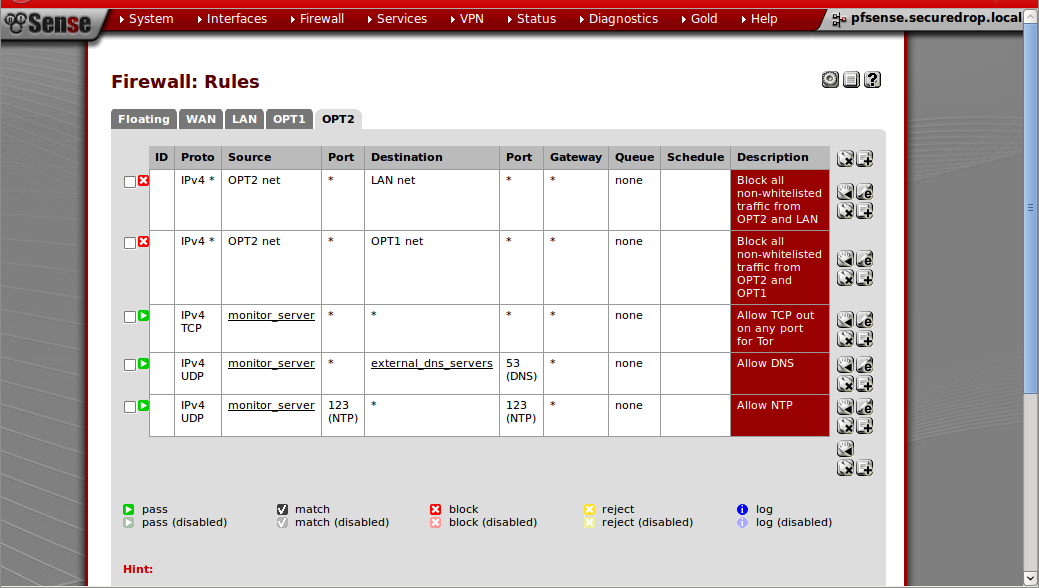 Sense
System Interfaces Firewall Services VPN Status Diagnostics Gold Help pfsense.securedrop.local
Firewall: Rules
Floating WAN LAN OPT1 OPT2
ID Proto Source Port Destination Port Gateway Queue Schedule Description
IPv4 * OPT2 net * LAN net * * none Block all
non-whitelisted
traffic from
OPT2 and LAN
IPv4 * OPT2 net * OPT1 net * * none Block all
non-whitelisted
traffic from
OPT2 and
OPT1
IPv4 monitor_server * * * * none Allow TCP out
TCP on any port
for Tor
IPv4 monitor_server * external_dns_servers 53 * none Allow DNS
UDP (DNS)
IPv4 monitor_server 123 * 123 * none Allow NTP
UDP (NTP) (NTP)
pass match block reject log
pass (disabled) match (disabled) block (disabled) reject (disabled) log (disabled)
Hint: